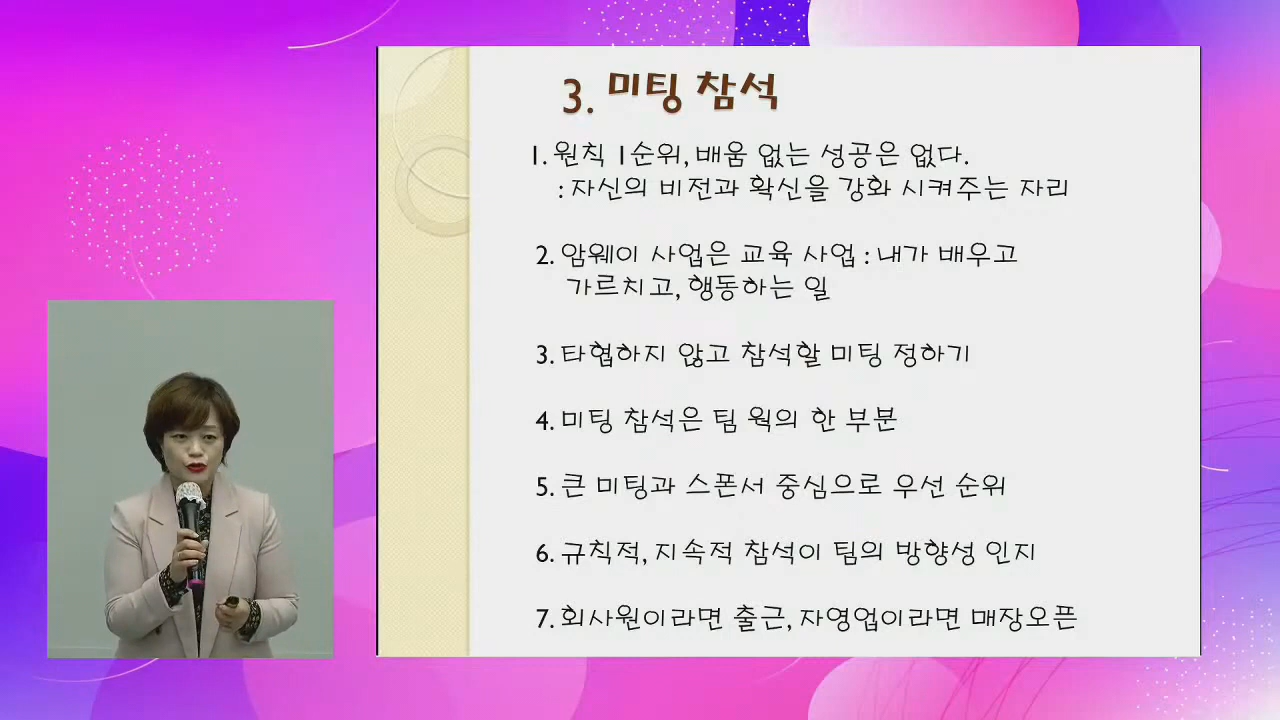 3. 미팅 참석
1. 원칙 1순위, 배움 없는 성공은 없다.
: 자신의 비전과 확신을 강화 시켜주는 자리
2. 암웨이 사업은 교육 사업 : 내가 배우고
가르치고, 행동하는 일
3. 타협하지 않고 참석할 미팅 정하기
4. 미팅 참석은 팀 웍의 한 부분
5. 큰 미팅과 스폰서 중심으로 우선 순위
6. 규칙적, 지속적 참석이 팀의 방향성 인지
7. 회사원이라면 출근, 자영업이라면 매장오픈